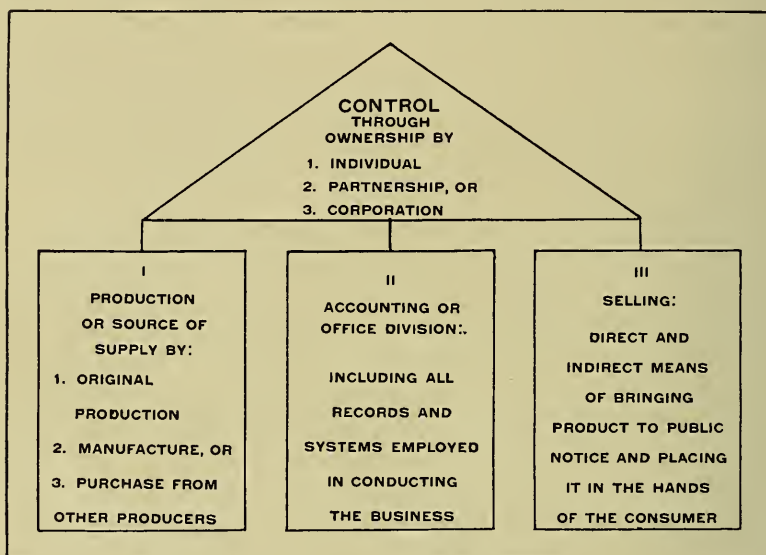 CONTROL
THROUGH
OWNERSHIP BY
1. INDIVIDUAL
2. PARTNERSHIP, OR
3. CORPORATION
I
PRODUCTION
OR SOURCE OF
SUPPLY BY:
1. ORIGINAL
PRODUCTION
2. MANUFACTURE, OR
3. PURCHASE FROM
OTHER PRODUCERS
II
ACCOUNTING OR
OFFICE DIVISION:.
INCLUDING ALL
RECORDS AND
SYSTEMS EMPLOYED
IN CONDUCTING
THE BUSINESS
III
SELLING:
DIRECT AND
INDIRECT MEANS
OF BRINGING
PRODUCT TO PUBLIC
NOTICE AND PLACING
IT IN THE HANDS
OF THE CONSUMER